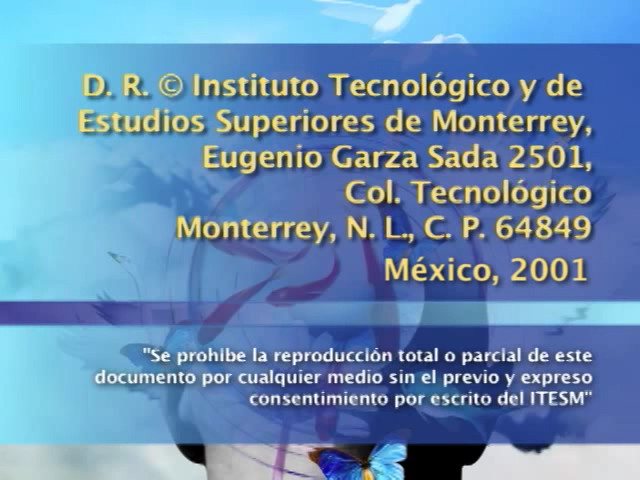 D. R. © Instituto Tecnológico y de
Estudios Superiores de Monterrey,
Eugenio Garza Sada 2501,
Col. Tecnológico
Monterrey, N. L., C. P. 64849
México, 2001
"Se prohibe la reproducción total o parcial de este
documento por cualquier medio sin el previo y expreso
consentimiento por escrito del ITESM"